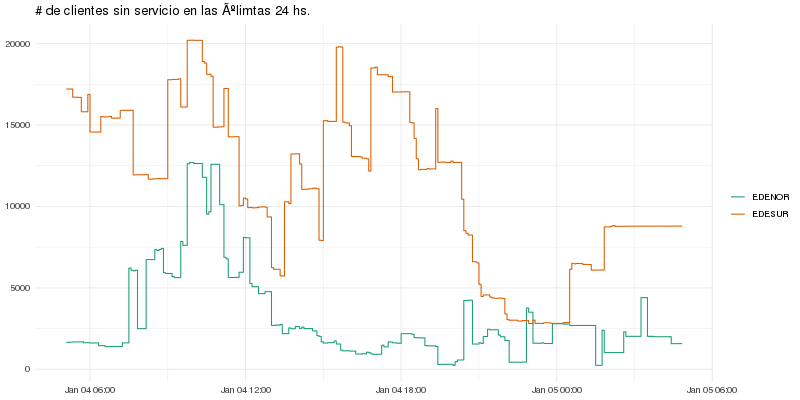 # de clientes sin servicio en las Ãºlimtas 24 hs.
20000
15000
10000
5000
0
Jan 04 06:00
Jan 04 12:00
Jan 04 18:00
Jan 05 00:00
Jan 05 06:00
EDENOR
EDESUR